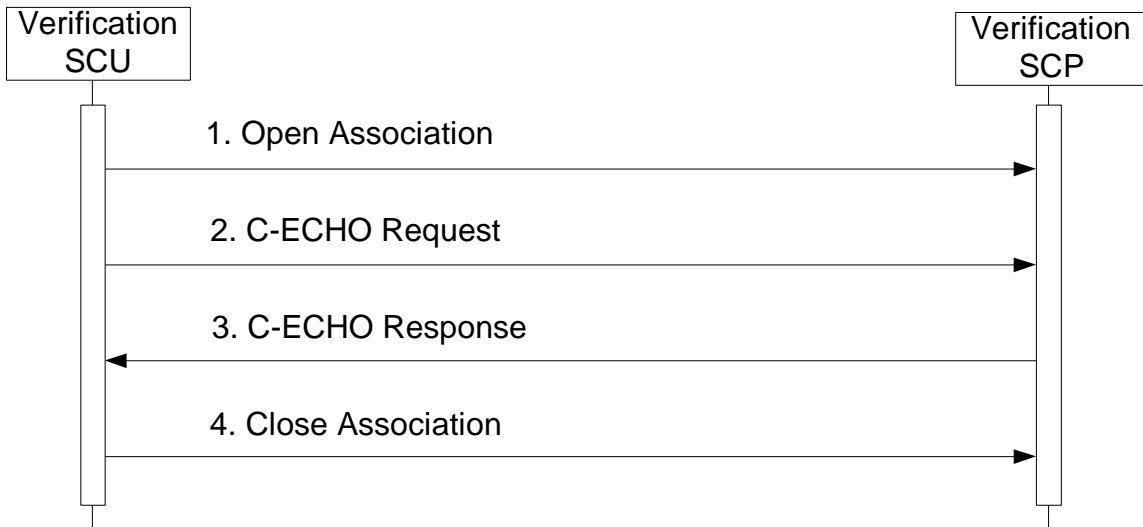 Verification
SCU
Verification
SCP
1. Open Association
2. C-ECHO Request
3. C-ECHO Response
4. Close Association